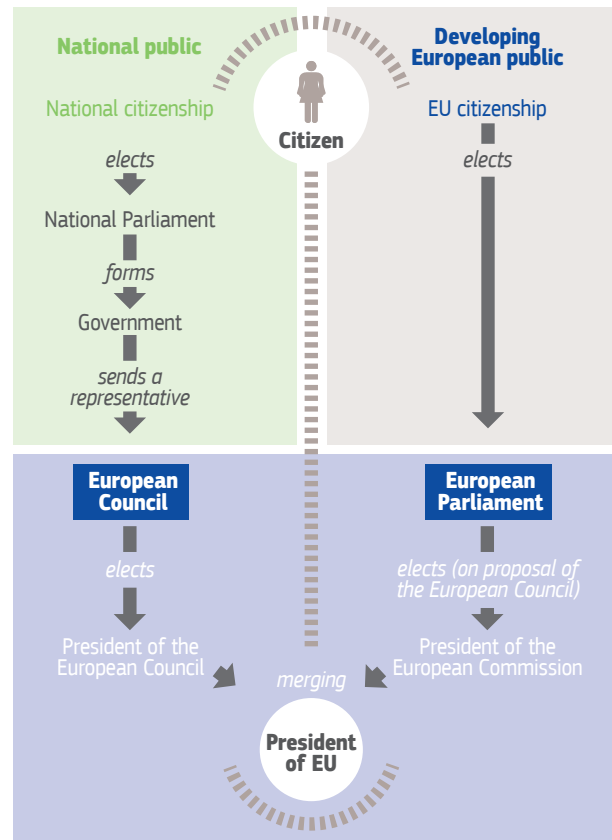 National public
National citizenship
elects
National Parliament
forms
Government
sends a
representative
Citizen
Developing
European public
EU citizenship
elects
European
Council
elects
President of the
European Council
European
Parliament
elects (on proposal of
the European Council)
President of the
European Commission
merging
President
of EU